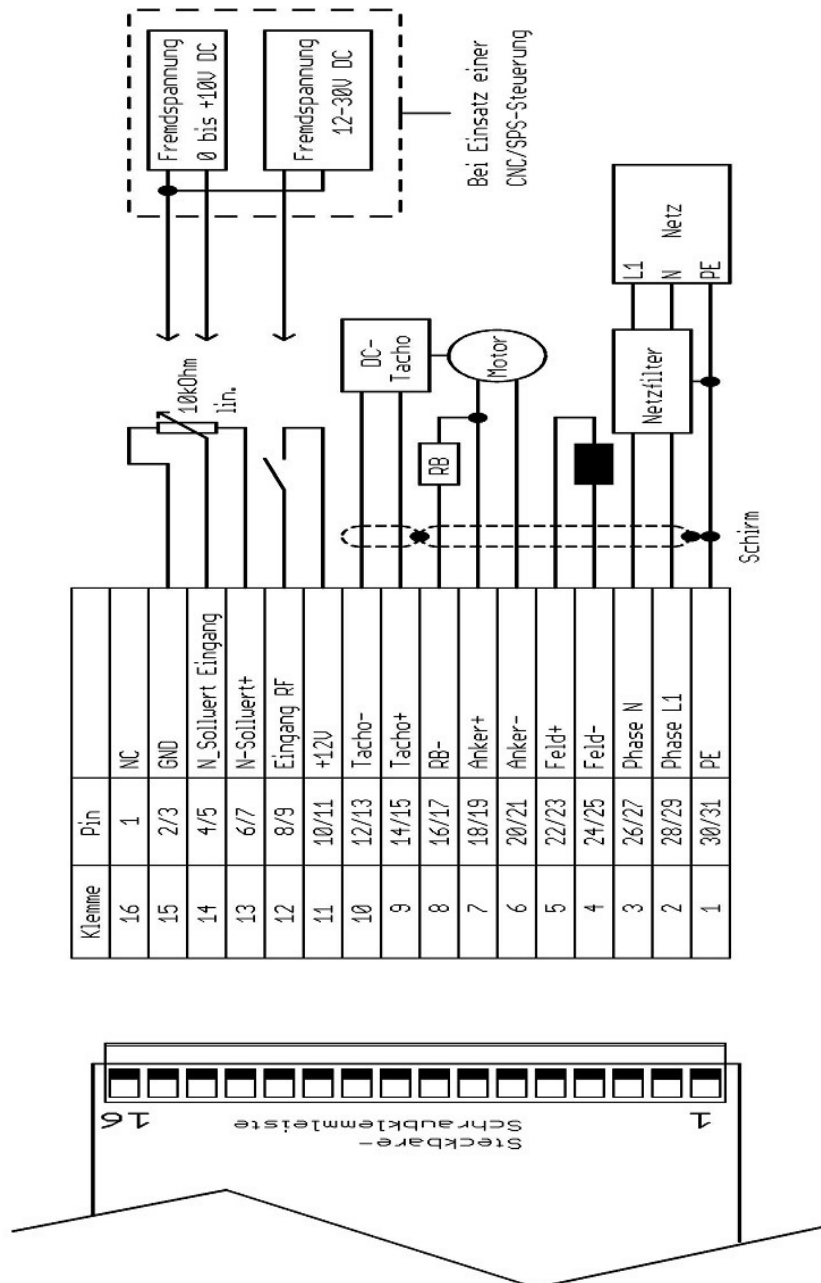 Fremdspannung
0 bis +10V DC
Fremdspannung
12-30V DC
Bei Einsatz einer
CNC/SPS-Steuerung
10kOhm
lin.
DC-
Tacho
Motor
RB
Netzfilter
L1
N
PE
Netz
Schirm
Klemme Pin
16 1 NC
15 2/3 GND
14 4/5 N_Sollwert Eingang
13 6/7 N-Sollwert+
12 8/9 Eingang RF
11 10/11 +12V
10 12/13 Tacho-
9 14/15 Tacho+
8 16/17 RB-
7 18/19 Anker+
6 20/21 Anker-
5 22/23 Feld+
4 24/25 Feld-
3 26/27 Phase N
2 28/29 Phase L1
1 30/31 PE
16
1
Steckbare-
Schraubklemmleiste